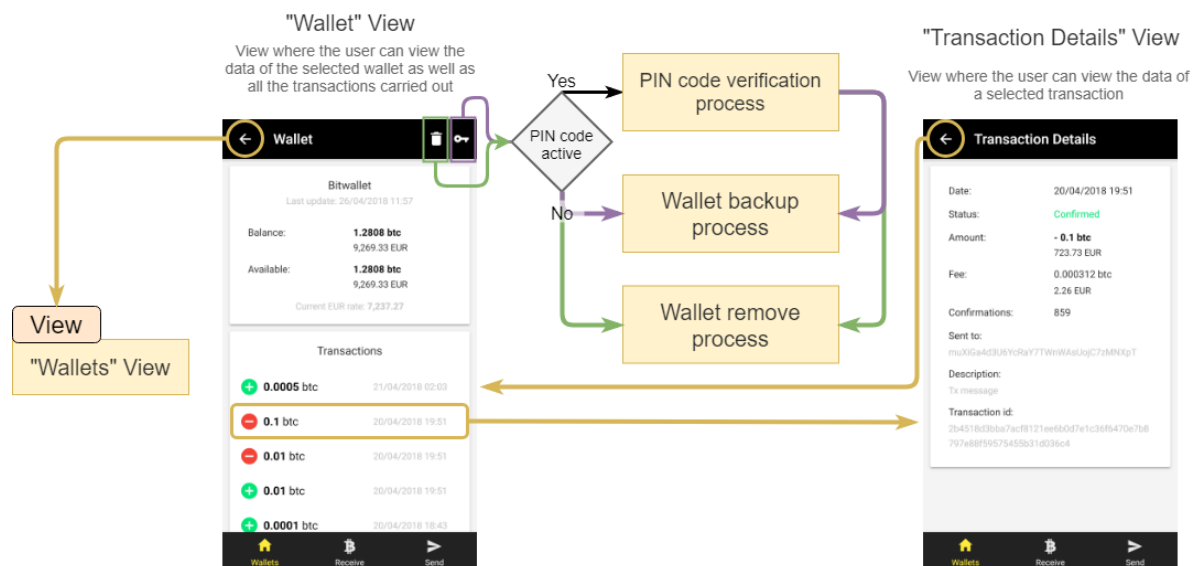 "Wallet" View
View where the user can view the
data of the selected wallet as well as
all the transactions carried out
Wallet
Bitwallet
Last update: 26/04/2018 11:57
Balance:
1.2808 btc
9,269.33 EUR
Available:
1.2808 btc
9,269.33 EUR
Current EUR rate: 7,237.27
Transactions
0.0005 btc
21/04/2018 02:03
0.1 btc
20/04/2018 19:51
0.01 btc
20/04/2018 19:51
0.01 btc
20/04/2018 19:51
0.0001 btc
20/04/2018 18:43
Wallets
Receive
Send
View
"Wallets" View
Yes
PIN code
active
No
PIN code verification
process
Wallet backup
process
Wallet remove
process
"Transaction Details" View
View where the user can view the data of
a selected transaction
Transaction Details
Date:
20/04/2018 19:51
Status:
Confirmed
Amount:
- 0.1 btc
723.73 EUR
Fee:
0.000312 btc
2.26 EUR
Confirmations:
859
Sent to:
muXiGa4d3U6YcRaY7TWnWAsUojC7zMNXpT
Description:
Tx message
Transaction id:
2b4518d3bba7acf8121ee6b0d7e1c36f6470e7b8
797e88f59575455b31d036c4
Wallets
Receive
Send